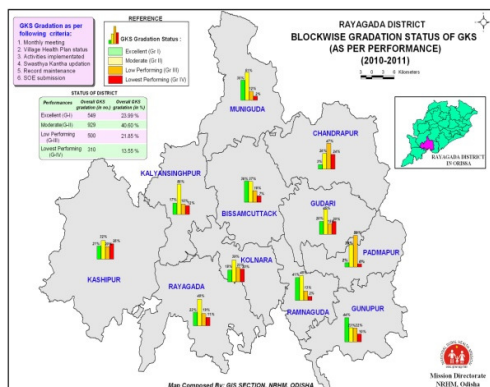 RAYAGADA DISTRICT
BLOCKWISE GRADATION STATUS OF GKS
(AS PER PERFORMANCE)
(2010-2011)
Kilometers
GKS Gradation as per
following criteria:
1. Monthly meeting
2. Village Health Plan status
3. Activities implementated
4. Swasthya Kantha updation
5. Record maintenance
6. SOE submission
REFERENCE
GKS Gradation Status :
Excellent (Gr I)
Moderate (Gr II)
Low Performing (Gr III)
Lowest Performing (Gr IV)
STATUS OF DISTRICT
Performances Overall GKS gradation (in no.) Overall GKS gradation (in %)
Excellent (G-I) 549 23.99 %
Moderate(G-II) 929 40.60 %
Low Performing (Gr-III) 500 21.85 %
Lowest Performing (G-IV) 310 13.55 %
MUNIGUDA
CHANDRAPUR
KALYANSINGHPUR
BISSAMCUTTACK
GUDARI
PADMAPUR
KOLNARA
KASHIPUR
RAYAGADA
RAMNAGUDA
GUNUPUR
RAYAGADA DISTRICT
IN ORISSA
Mission Directorate
NRHM, Odisha
Map Composed By: GIS SECTION, NRHM, ODISHA